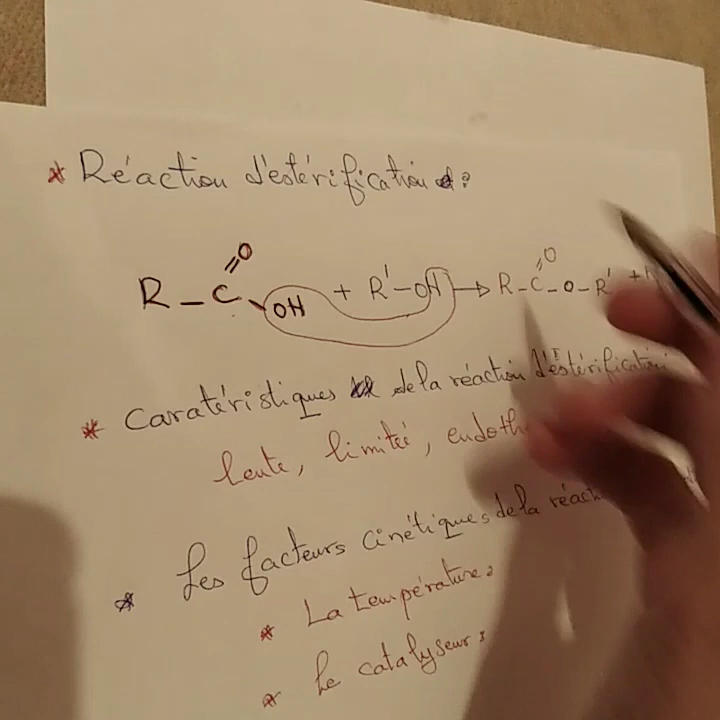 * Réaction d'estérification :
R - C =O OH + R' - OH → R - C =O - O - R' +
* Caratéristiques de la réaction d'éstérification
lente, limitée,
* Les facteurs cinétiques de la
* La température :
* Le catalyseur :